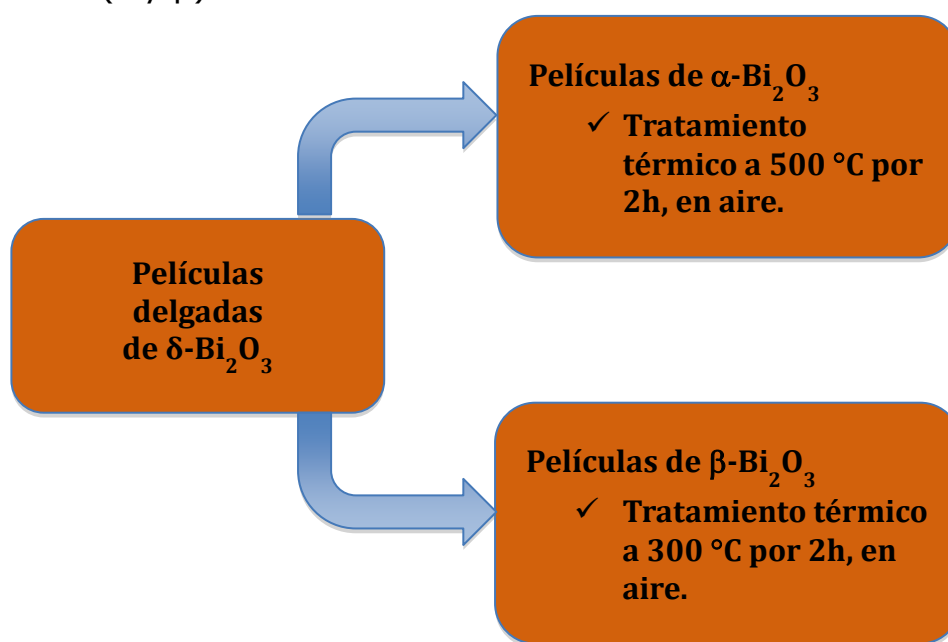 Películas de α-Bi₂O₃
✓ Tratamiento
térmico a 500 °C por
2h, en aire.
Películas
delgadas
de δ-Bi₂O₃
Películas de β-Bi₂O₃
✓ Tratamiento térmico
a 300 °C por 2h, en
aire.